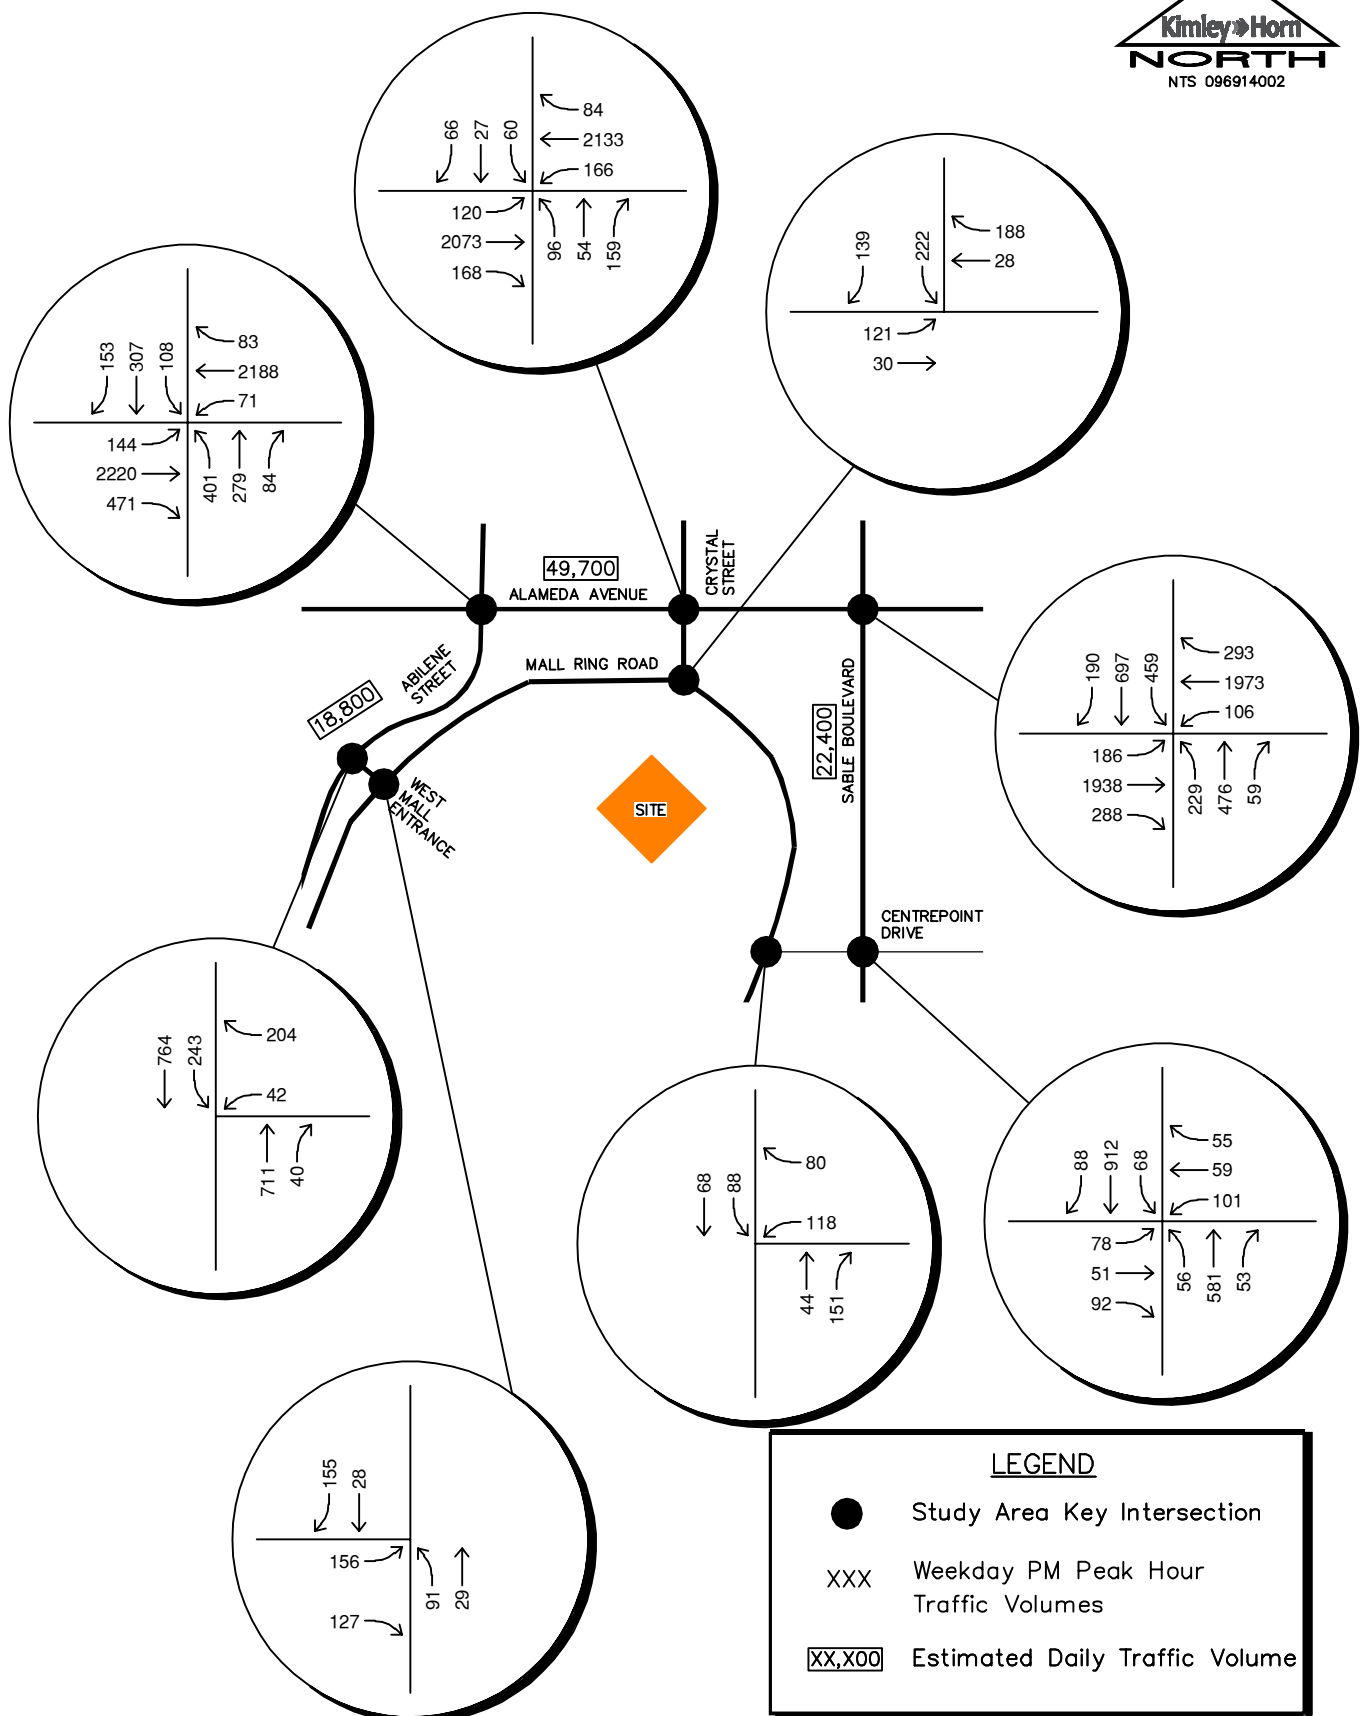 Kimley»Horn
NORTH
NTS 096914002
66 27 60
84
2133
166
120
2073
168
96 54 159
139 222
188
28
121
30
153 307 108
83
2188
71
144
2220
471
401 279 84
49,700
ALAMEDA AVENUE
CRYSTAL
STREET
MALL RING ROAD
ABILENE
STREET
18,800
22,400
SABLE BOULEVARD
WEST
MALL
ENTRANCE
SITE
CENTREPOINT
DRIVE
190 697 459
293
1973
106
186
1938
288
229 476 59
764 243
204
42
711 40
68 88
80
118
44 151
88 912 68
55
59
101
78
51
92
56 581 53
155 28
156
127
91 29
LEGEND
Study Area Key Intersection
XXX Weekday PM Peak Hour
Traffic Volumes
XX,X00 Estimated Daily Traffic Volume